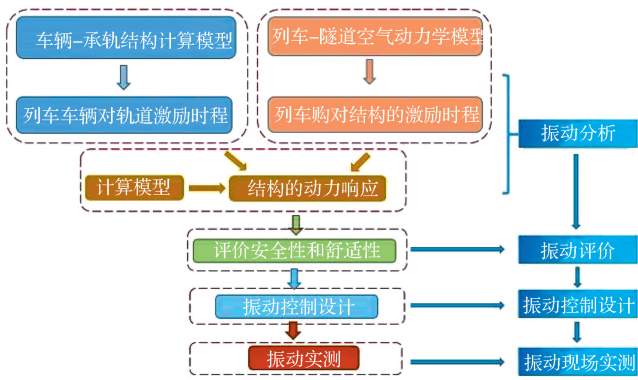 车辆-承轨结构计算模型
列车车辆对轨道激励时程
列车-隧道空气动力学模型
列车购对结构的激励时程
计算模型
结构的动力响应
评价安全性和舒适性
振动控制设计
振动实测
振动分析
振动评价
振动控制设计
振动现场实测